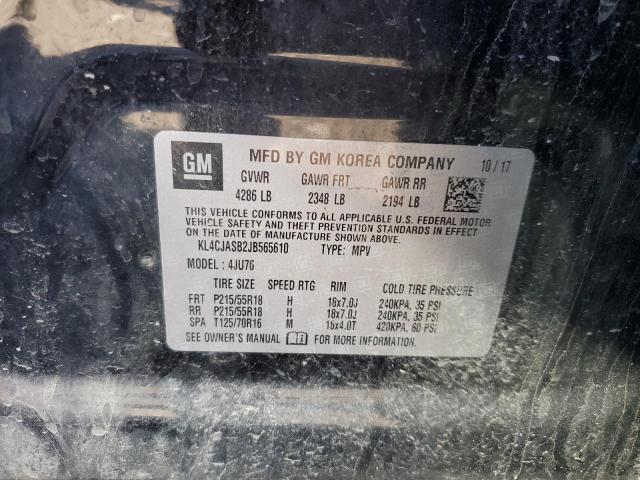 GM
MFD BY GM KOREA COMPANY 10/17
GVWR GAWR FRT GAWR RR
4286 LB 2348 LB 2194 LB
THIS VEHICLE CONFORMS TO ALL APPLICABLE U.S. FEDERAL MOTOR
VEHICLE SAFETY AND THEFT PREVENTION STANDARDS IN EFFECT
ON THE DATE OF MANUFACTURE SHOWN ABOVE.
KL4CJASB2JB565610 TYPE: MPV
MODEL: 4JU76
TIRE SIZE SPEED RTG RIM COLD TIRE PRESSURE
FRT P215/55R18 H 18x7.0J 240KPA, 35 PSI
RR P215/55R18 H 18x7.0J 240KPA, 35 PSI
SPA T125/70R16 M 16x4.0T 420KPA, 60 PSI
SEE OWNER'S MANUAL i FOR MORE INFORMATION.